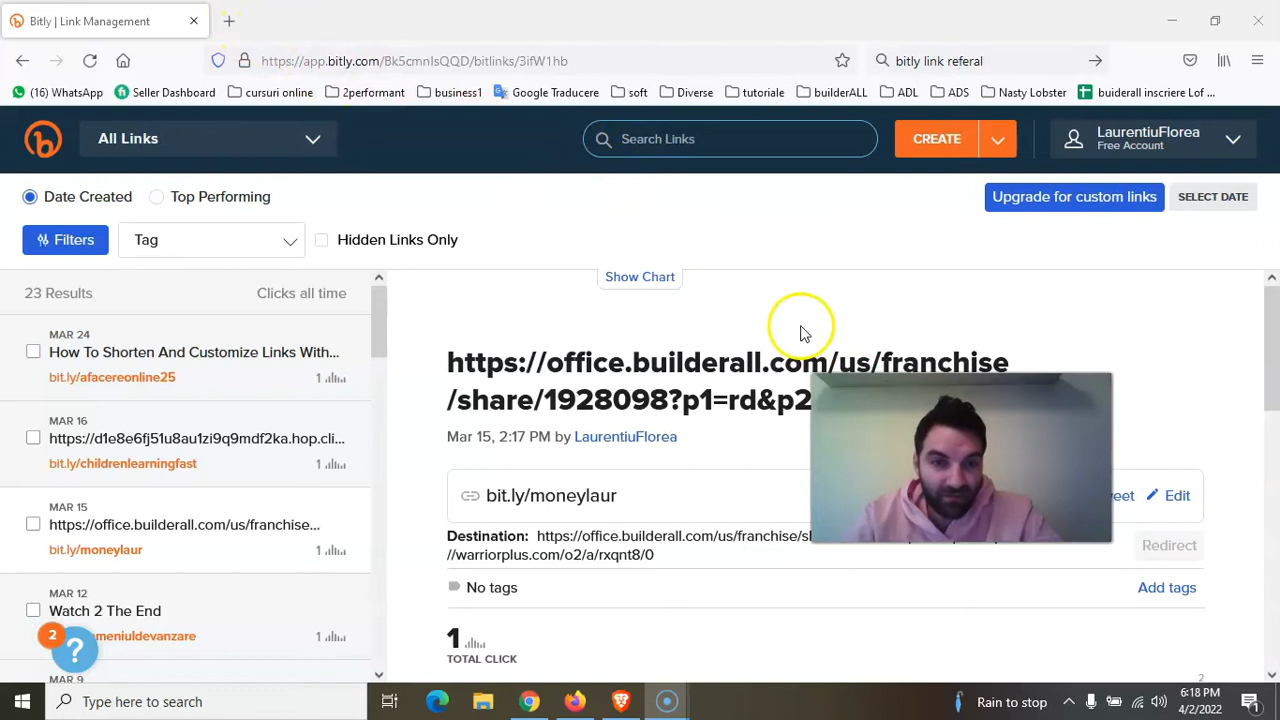 Bitly | Link Management
https://app.bitly.com/Bk5cmnIsQQD/bitlinks/3ifW1hb
bitly link referal
(16) WhatsApp Seller Dashboard cursuri online 2performant business1 Google Traducere soft Diverse tutoriale builderALL ADL ADS Nasty Lobster buiderall inscriere Lof ...
All Links
Search Links
CREATE
LaurentiuFlorea
Free Account
Date Created Top Performing
Upgrade for custom links
SELECT DATE
Filters
Tag
Hidden Links Only
23 Results Clicks all time
MAR 24
How To Shorten And Customize Links With...
bit.ly/afacereonline25 1
MAR 16
https://d1e8e6fj51u8au1zi9q9mdf2ka.hop.cli...
bit.ly/childrenlearningfast 1
MAR 15
https://office.builderall.com/us/franchise...
bit.ly/moneylaur 1
MAR 12
Watch 2 The End
meniuldevanzare 1
MAR 9
2
?
Show Chart
https://office.builderall.com/us/franchise
/share/1928098?p1=rd&p2
Mar 15, 2:17 PM by LaurentiuFlorea
bit.ly/moneylaur
weet Edit
Destination: https://office.builderall.com/us/franchise/s
//warriorplus.com/o2/a/rxqnt8/0
Redirect
No tags
Add tags
1
TOTAL CLICK
2
Type here to search
Rain to stop
6:18 PM
4/2/2022
1